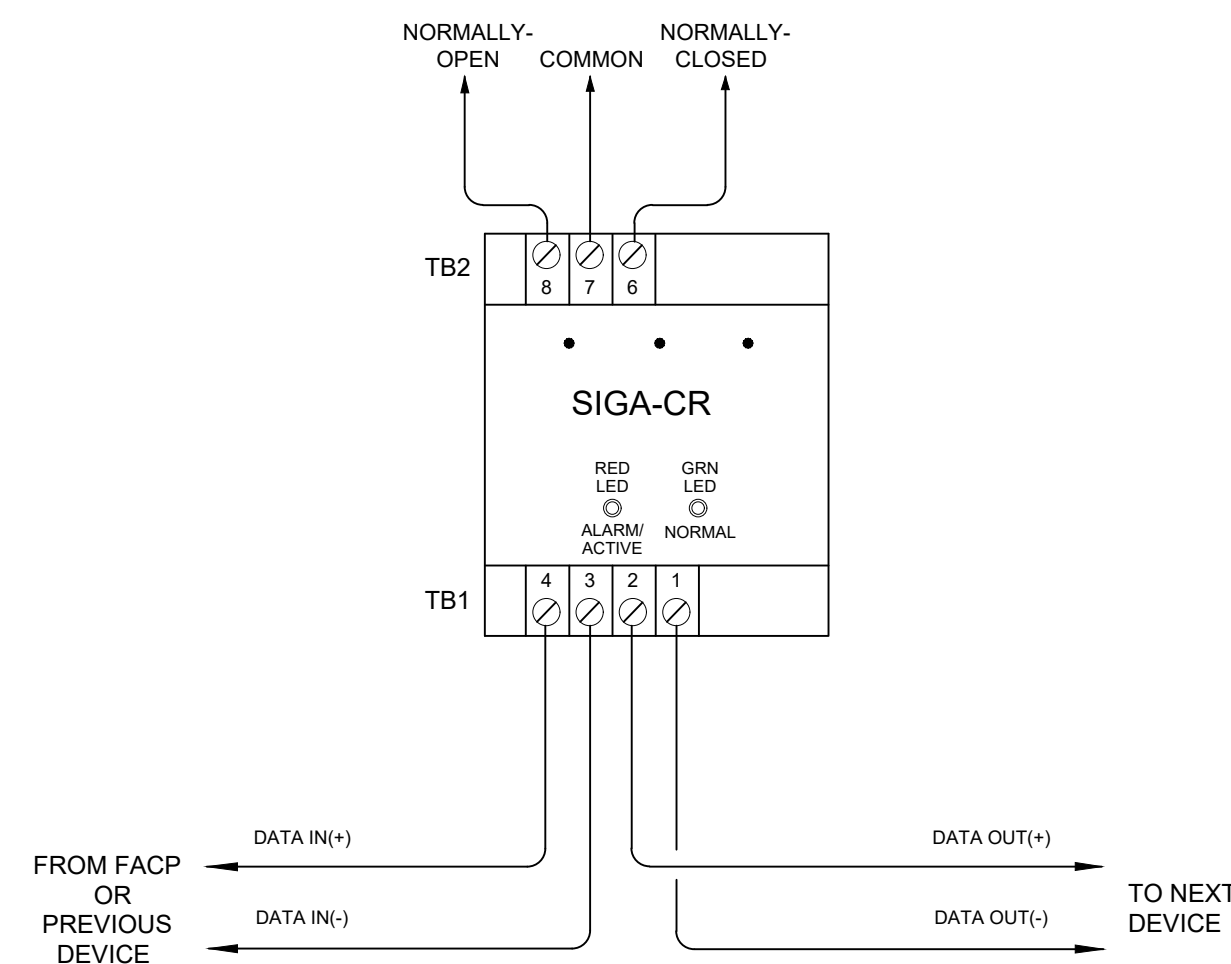 NORMALLY-
OPEN
COMMON
NORMALLY-
CLOSED
TB2
8 7 6
SIGA-CR
RED
LED
GRN
LED
ALARM/
ACTIVE
NORMAL
TB1
4 3 2 1
DATA IN(+)
DATA OUT(+)
FROM FACP
OR
PREVIOUS
DEVICE
DATA IN(-)
DATA OUT(-)
TO NEXT
DEVICE